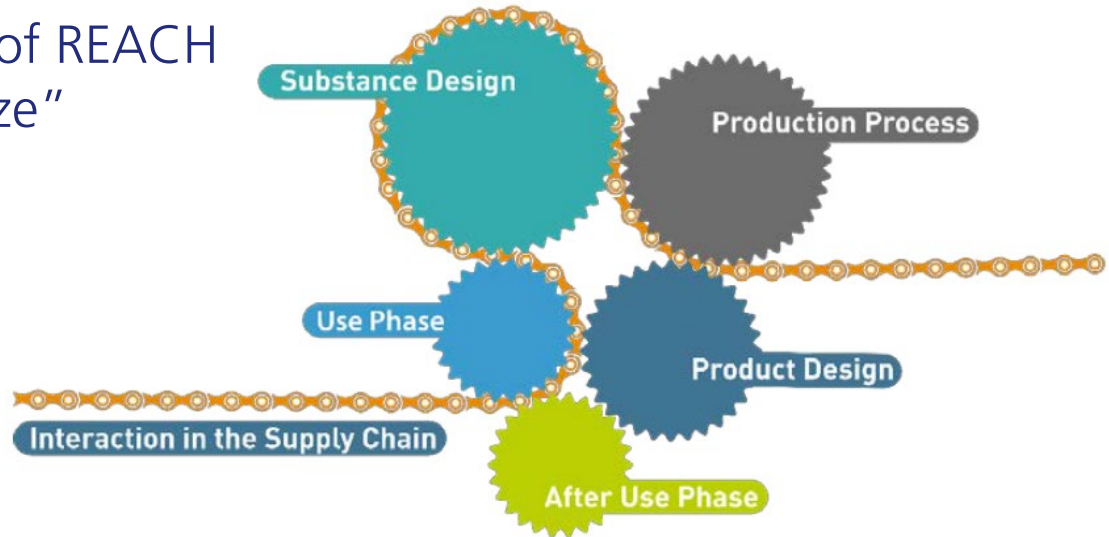 of REACH
ze”
Substance Design
Production Process
Use Phase
Product Design
Interaction in the Supply Chain
After Use Phase